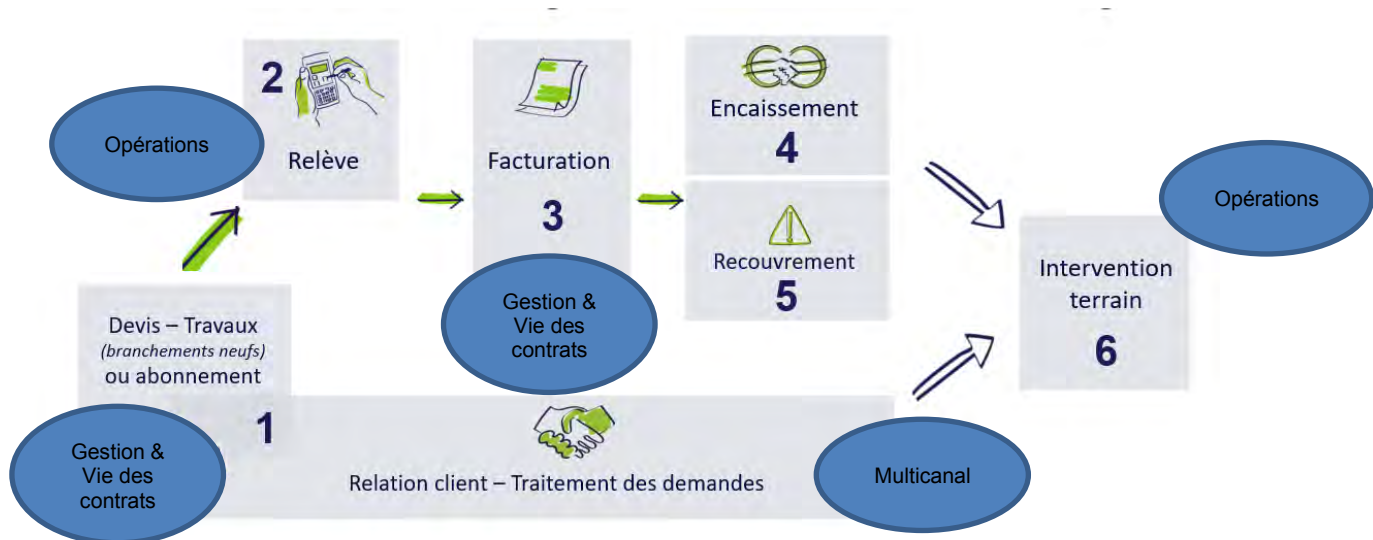 2
Opérations
Relève
Facturation
3
Gestion &
Vie des
contrats
Encaissement
4
Recouvrement
5
Opérations
Intervention
terrain
6
Devis – Travaux
(branchements neufs)
ou abonnement
1
Gestion &
Vie des
contrats
Relation client – Traitement des demandes
Multicanal